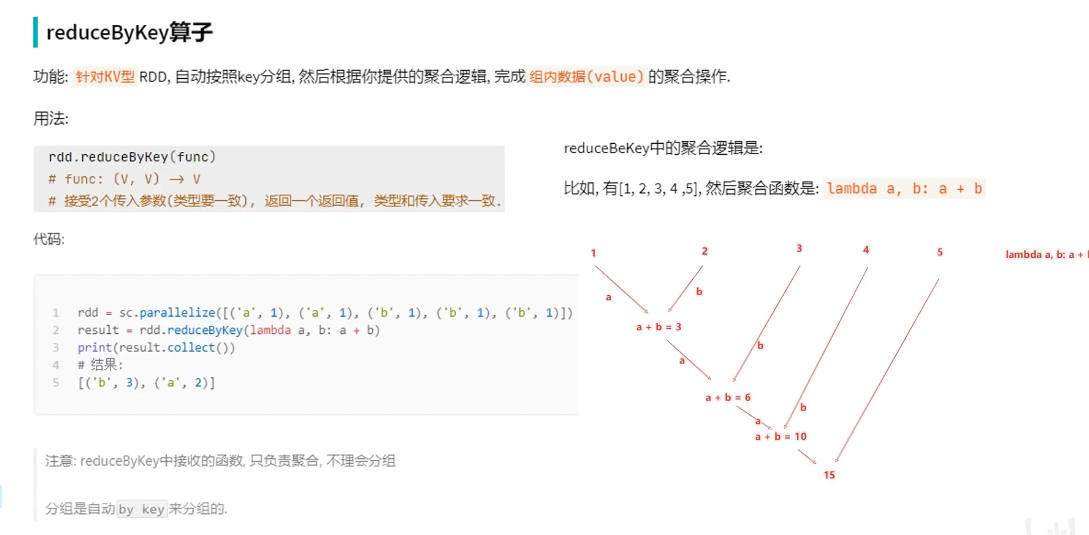 reduceByKey算子
功能: 针对KV型 RDD, 自动按照key分组, 然后根据你提供的聚合逻辑, 完成 组内数据(value) 的聚合操作.
用法:
rdd.reduceByKey(func)
# func: (V, V) → V
# 接受2个传入参数(类型要一致), 返回一个返回值, 类型和传入要求一致.
代码:
1 rdd = sc.parallelize([('a', 1), ('a', 1), ('b', 1), ('b', 1), ('b', 1)])
2 result = rdd.reduceByKey(lambda a, b: a + b)
3 print(result.collect())
4 # 结果:
5 [('b', 3), ('a', 2)]
注意: reduceByKey中接收的函数, 只负责聚合, 不理会分组
分组是自动 by key 来分组的.
reduceBeKey中的聚合逻辑是:
比如, 有[1, 2, 3, 4 ,5], 然后聚合函数是: lambda a, b: a + b
1 2 3 4 5 lambda a, b: a +
a b
a + b = 3
a b
a + b = 6
a b
a + b = 10
15